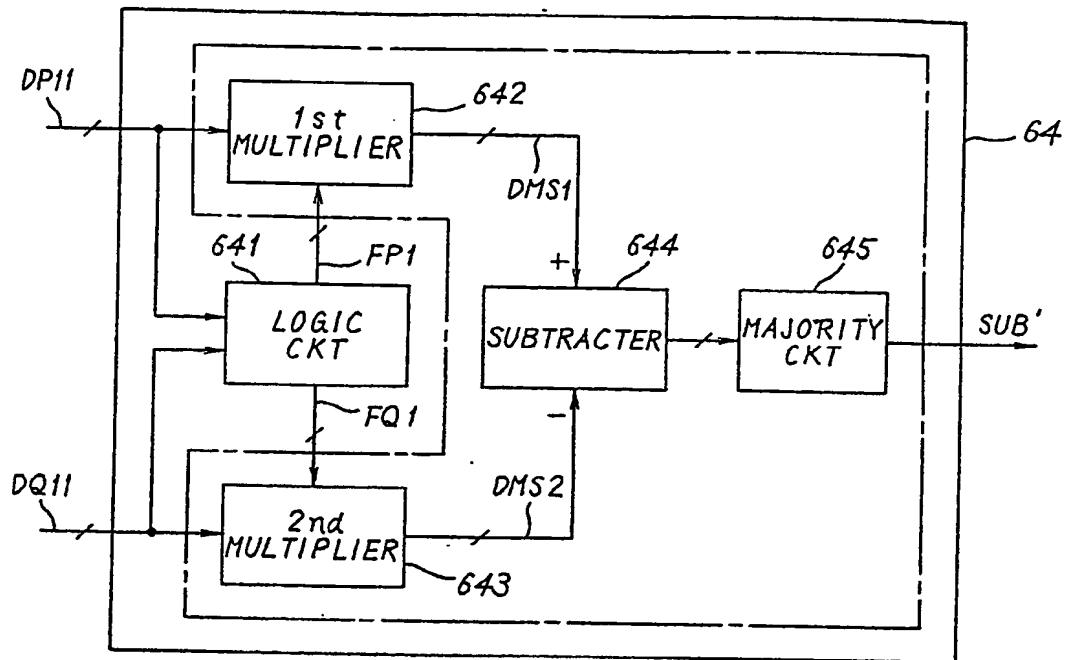 DP11
1st
MULTIPLIER
642
64
DMS1
641
FP1
+
644
645
LOGIC
CKT
SUBTRACTER
MAJORITY
CKT
SUB'
FQ1
-
DQ11
2nd
MULTIPLIER
DMS2
643